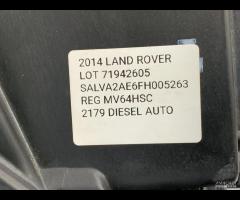 2014 LAND ROVER
LOT 71942605
SALVA2AE6FH005263
REG MV64HSC
2179 DIESEL AUTO